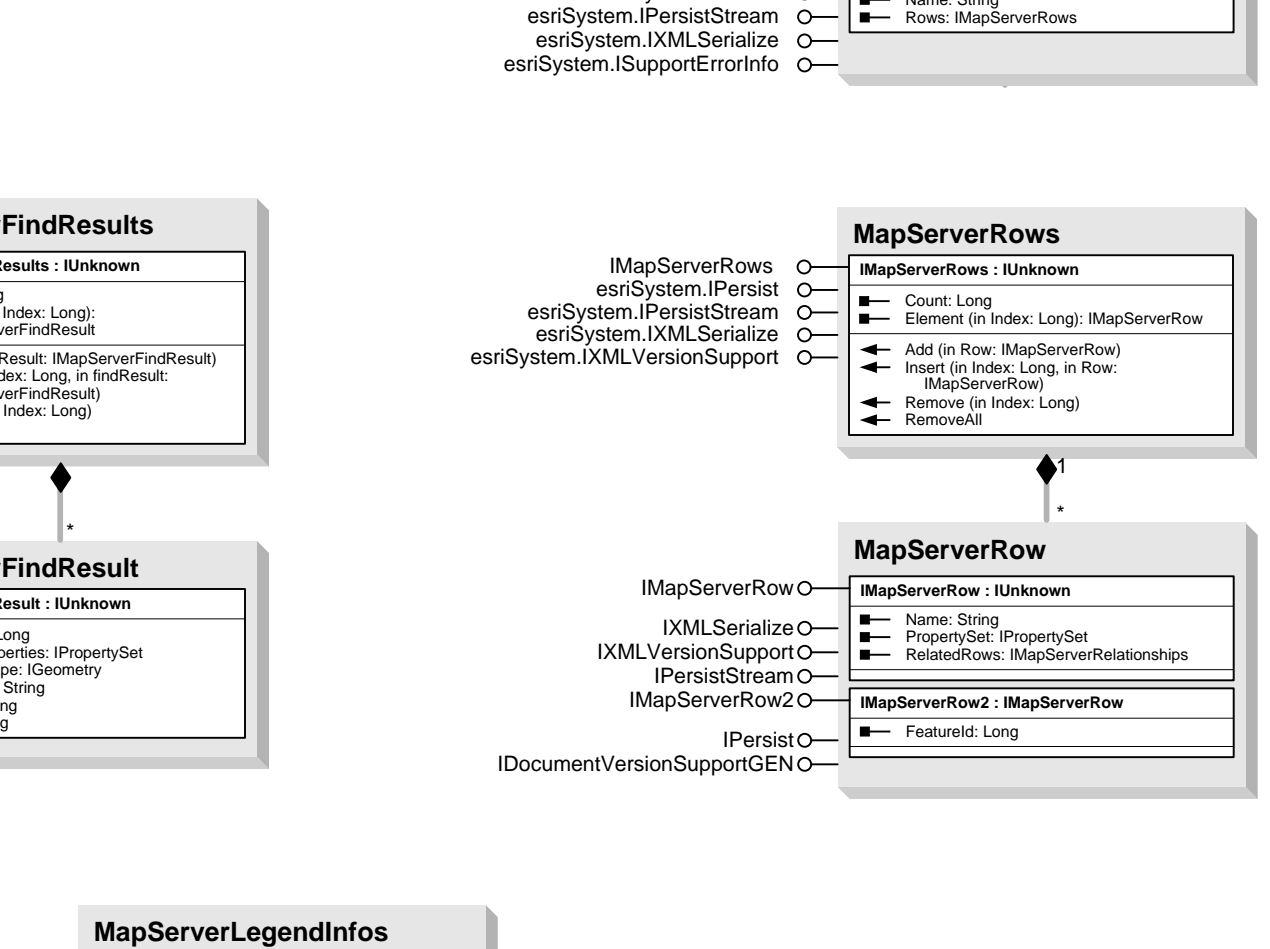 Name: String
esriSystem.IPersistStream
Rows: IMapServerRows
esriSystem.IXMLSerialize
esriSystem.ISupportErrorInfo
FindResults
Results : IUnknown
Index: Long):
verFindResult
Result: IMapServerFindResult)
dex: Long, in findResult:
verFindResult)
Index: Long)
*
FindResult
Result : IUnknown
Long
perties: IPropertySet
pe: IGeometry
String
ng
g
MapServerRows
IMapServerRows
esriSystem.IPersist
esriSystem.IPersistStream
esriSystem.IXMLSerialize
esriSystem.IXMLVersionSupport
IMapServerRows : IUnknown
Count: Long
Element (in Index: Long): IMapServerRow
Add (in Row: IMapServerRow)
Insert (in Index: Long, in Row:
IMapServerRow)
Remove (in Index: Long)
RemoveAll
1
*
MapServerRow
IMapServerRow
IXMLSerialize
IXMLVersionSupport
IPersistStream
IMapServerRow2
IPersist
IDocumentVersionSupportGEN
IMapServerRow : IUnknown
Name: String
PropertySet: IPropertySet
RelatedRows: IMapServerRelationships
IMapServerRow2 : IMapServerRow
FeatureId: Long
MapServerLegendInfos